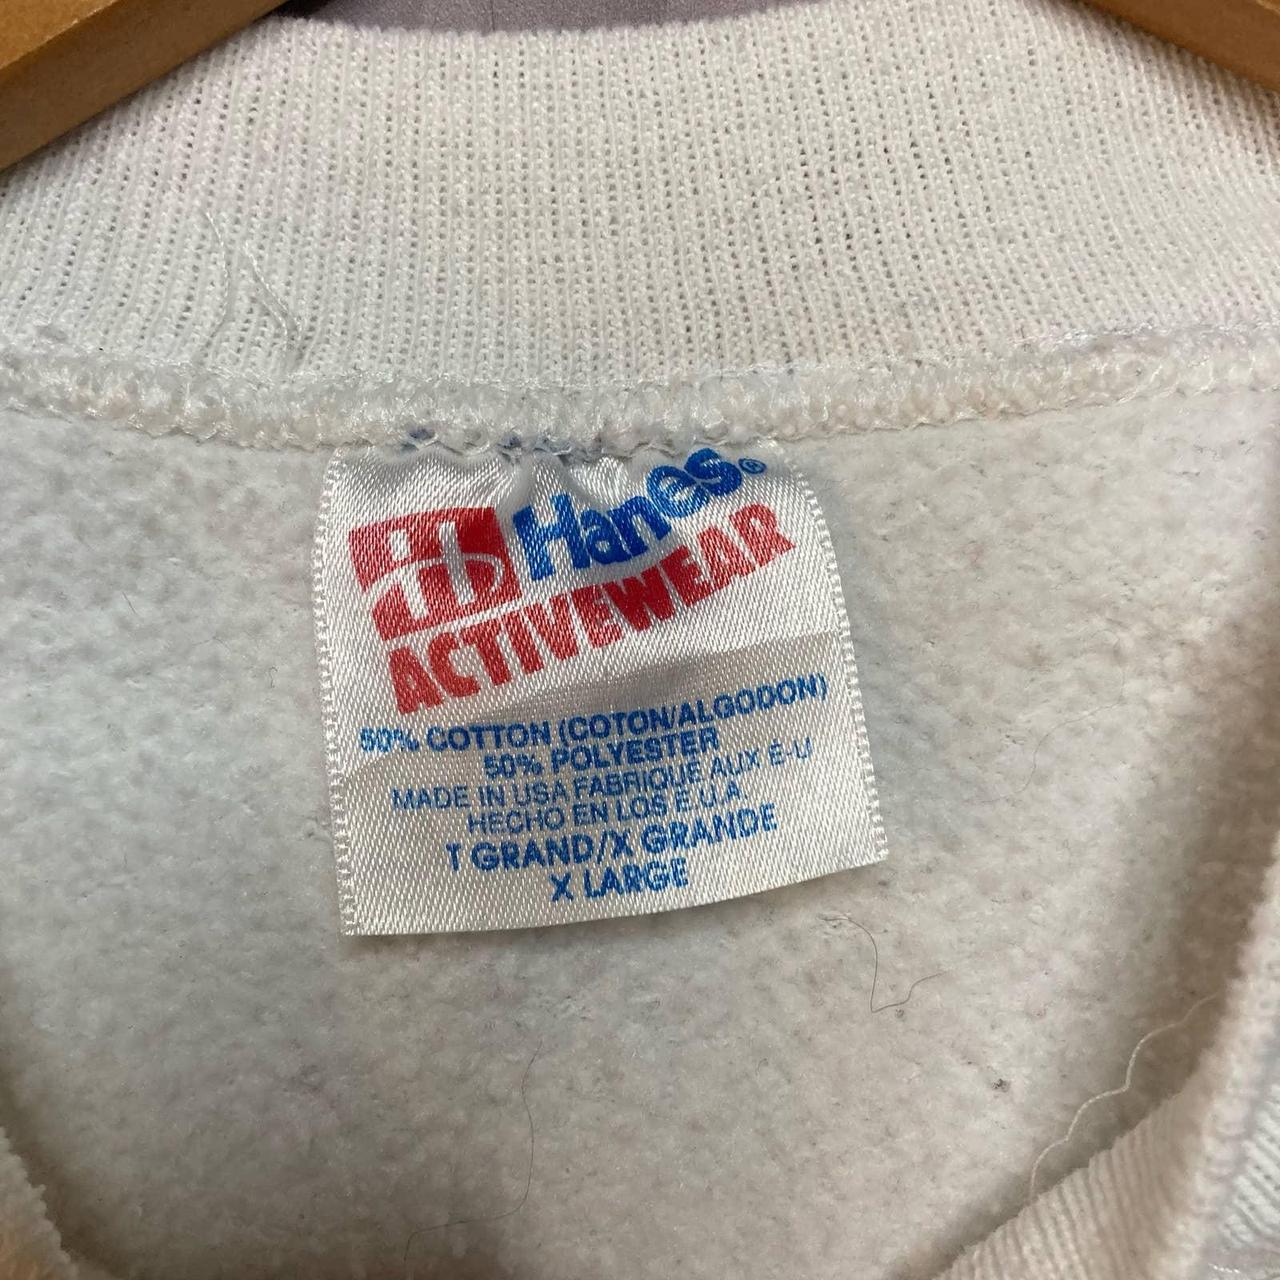 Hanes®
ACTIVEWEAR
50% COTTON (COTON/ALGODON)
50% POLYESTER
MADE IN USA FABRIQUE AUX É-U
HECHO EN LOS E.U.A.
T GRAND/X GRANDE
X LARGE